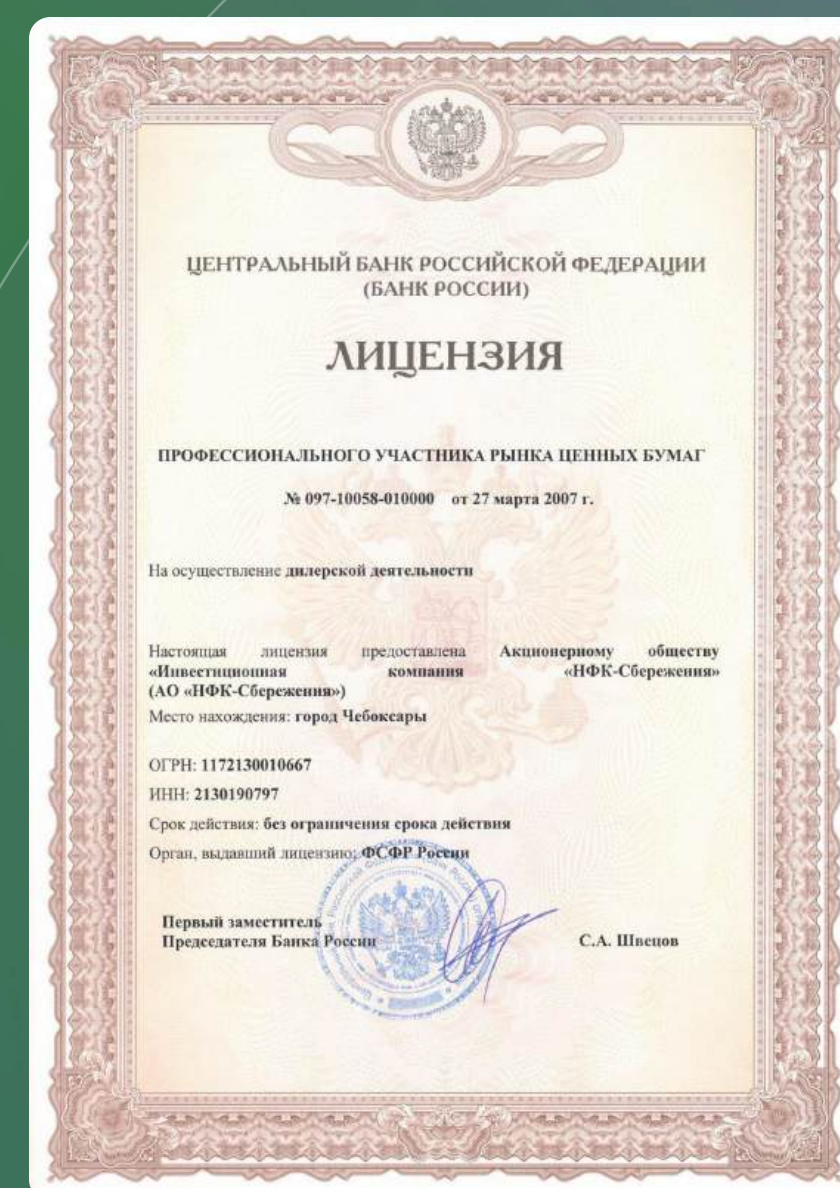 ЦЕНТРАЛЬНЫЙ БАНК РОССИЙСКОЙ ФЕДЕРАЦИИ
(БАНК РОССИИ)
ЛИЦЕНЗИЯ
ПРОФЕССИОНАЛЬНОГО УЧАСТНИКА РЫНКА ЦЕННЫХ БУМАГ
№ 097-10058-010000 от 27 марта 2007 г.
На осуществление дилерской деятельности
Настоящая лицензия предоставлена Акционерному обществу
«Инвестиционная компания «НФК-Сбережения»
(АО «НФК-Сбережения»)
Место нахождения: город Чебоксары
ОГРН: 1172130010667
ИНН: 2130190797
Срок действия: без ограничения срока действия
Орган, выдавший лицензию: ФСФР России
Первый заместитель
Председателя Банка России
С.А. Швецов